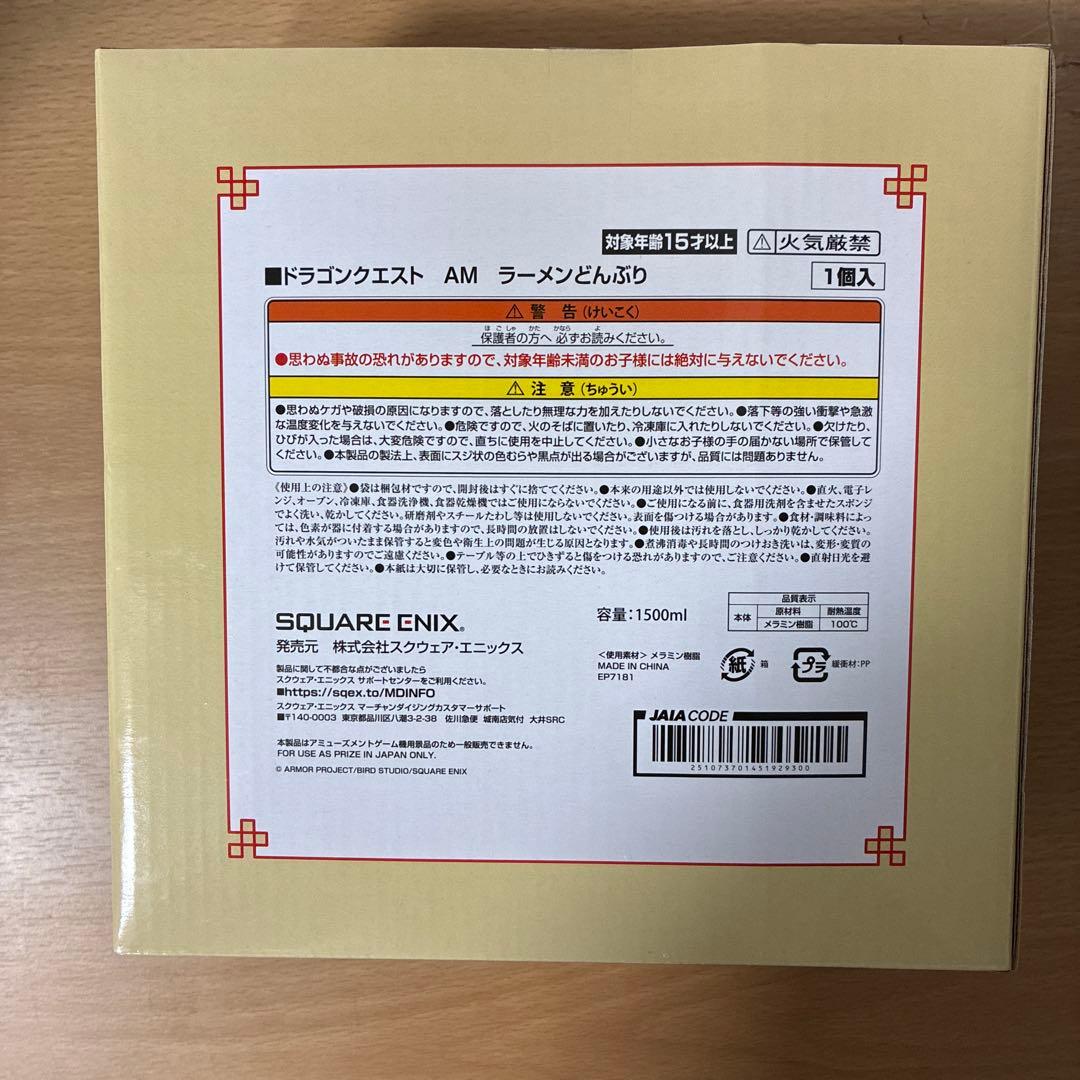 対象年齢15才以上 ⚠火気厳禁
■ドラゴンクエスト AM ラーメンどんぶり 1個入
⚠警告(けいこく)
保護者の方へ 必ずお読みください。
●思わぬ事故の恐れがありますので、対象年齢未満のお子様には絶対に与えないでください。
⚠注意(ちゅうい)
●思わぬケガや破損の原因になりますので、落としたり無理な力を加えたりしないでください。●落下等の強い衝撃や急激
な温度変化を与えないでください。●危険ですので、火のそばに置いたり、冷凍庫に入れたりしないでください。●欠けたり、
ひびが入った場合は、大変危険ですので、直ちに使用を中止してください。●小さなお子様の手の届かない場所で保管して
ください。●本製品の製法上、表面にスジ状の色むらや黒点が出る場合がございますが、品質には問題ありません。
《使用上の注意》●袋は梱包材ですので、開封後はすぐに捨ててください。●本来の用途以外では使用しないでください。●直火、電子レ
ンジ、オーブン、冷凍庫、食器洗浄機、食器乾燥機ではご使用にならないでください。●ご使用になる前に、食器用洗剤を含ませたスポンジ
でよく洗い、乾かしてください。研磨剤やスチールたわし等は使用しないでください。表面を傷つける場合があります。●食材・調味料によっ
ては、色素が器に付着する場合がありますので、長時間の放置はしないでください。●使用後は汚れを落とし、しっかり乾かしてください。
汚れや水気がついたまま保管すると変色や衛生上の問題が生じる原因となります。●煮沸消毒や長時間のつけおき洗いは、変形・変質の
可能性がありますのでご遠慮ください。●テーブル等の上でひきずると傷をつける恐れがありますので、ご注意ください。●直射日光を避
けて保管してください。●本紙は大切に保管し、必要なときにお読みください。
SQUARE ENIX®
発売元 株式会社スクウェア・エニックス
製品に関して不都合な点がございましたら
スクウェア・エニックス サポートセンターをご利用ください。
■https://sqex.to/MDINFO
スクウェア・エニックス マーチャンダイジングカスタマーサポート
■〒140-0003 東京都品川区八潮3-2-38 佐川急便 城南店気付 大井SRC
本製品はアミューズメントゲーム機用景品のため一般販売できません。
FOR USE AS PRIZE IN JAPAN ONLY.
© ARMOR PROJECT/BIRD STUDIO/SQUARE ENIX
容量:1500ml
品質表示
本体 原材料 耐熱温度
メラミン樹脂 100℃
<使用素材> メラミン樹脂
MADE IN CHINA
EP7181
紙 箱
プラ 緩衝材:PP
JAIA CODE
251073701451929300